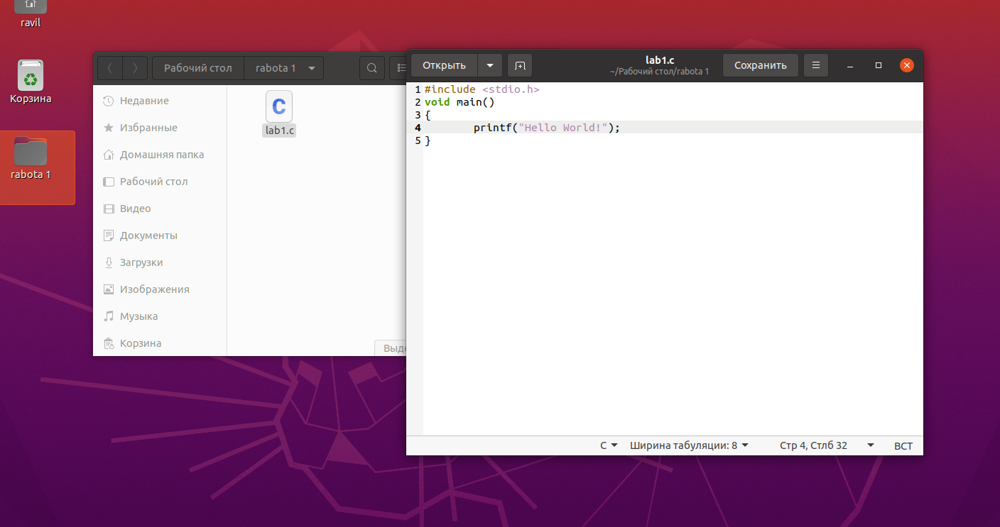 ravil
Корзина
rabota 1
Рабочий стол
rabota 1
Недавние
Избранные
Домашняя папка
Рабочий стол
Видео
Документы
Загрузки
Изображения
Музыка
Корзина
C
lab1.c
Открыть
lab1.c
~/Рабочий стол/rabota 1
Сохранить
1 #include <stdio.h>
2 void main()
3 {
4 printf("Hello World!");
5 }
C
Ширина табуляции: 8
Стр 4, Стлб 32
ВСТ